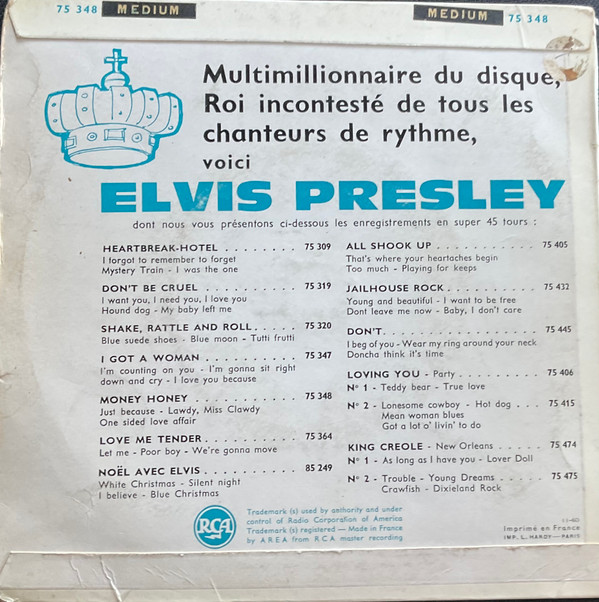 75 348 MEDIUM
MEDIUM 75 348
Multimillionnaire du disque,
Roi incontesté de tous les
chanteurs de rythme,
voici
ELVIS PRESLEY
dont nous vous présentons ci-dessous les enregistrements en super 45 tours :
HEARTBREAK-HOTEL . . . . . . . . . 75 309
I forgot to remember to forget
Mystery Train - I was the one
DON'T BE CRUEL . . . . . . . . . . . 75 319
I want you, I need you, I love you
Hound dog - My baby left me
SHAKE, RATTLE AND ROLL. . . . . 75 320
Blue suede shoes - Blue moon - Tutti frutti
I GOT A WOMAN . . . . . . . . . . . 75 347
I'm counting on you - I'm gonna sit right
down and cry - I love you because
MONEY HONEY . . . . . . . . . . . . 75 348
Just because - Lawdy, Miss Clawdy
One sided love affair
LOVE ME TENDER. . . . . . . . . . . 75 364
Let me - Poor boy - We're gonna move
NOËL AVEC ELVIS . . . . . . . . . . . 85 249
White Christmas - Silent night
I believe - Blue Christmas
ALL SHOOK UP . . . . . . . . . . . . 75 405
That's where your heartaches begin
Too much - Playing for keeps
JAILHOUSE ROCK. . . . . . . . . . . 75 432
Young and beautiful - I want to be free
Dont leave me now - Baby, I don't care
DON'T. . . . . . . . . . . . . . . . . . 75 445
I beg of you - Wear my ring around your neck
Doncha think it's time
LOVING YOU - Party . . . . . . . . . 75 406
Nº 1 - Teddy bear - True love
Nº 2 - Lonesome cowboy - Hot dog . . . 75 415
Mean woman blues
Got a lo o' livin' to do
KING CREOLE - New Orleans . . . . . 75 474
Nº 1 - As long as I have you - Lover Doll
Nº 2 - Trouble - Young Dreams . . . . . 75 475
Crawfish - Dixieland Rock
RCA
Trademark (s) used by authority and under
control of Radio Corporation of America
Trademark (s) registered — Made in France
by AREA from RCA master recording
11-60
Imprimé en France
IMP. L. HARDY — PARIS